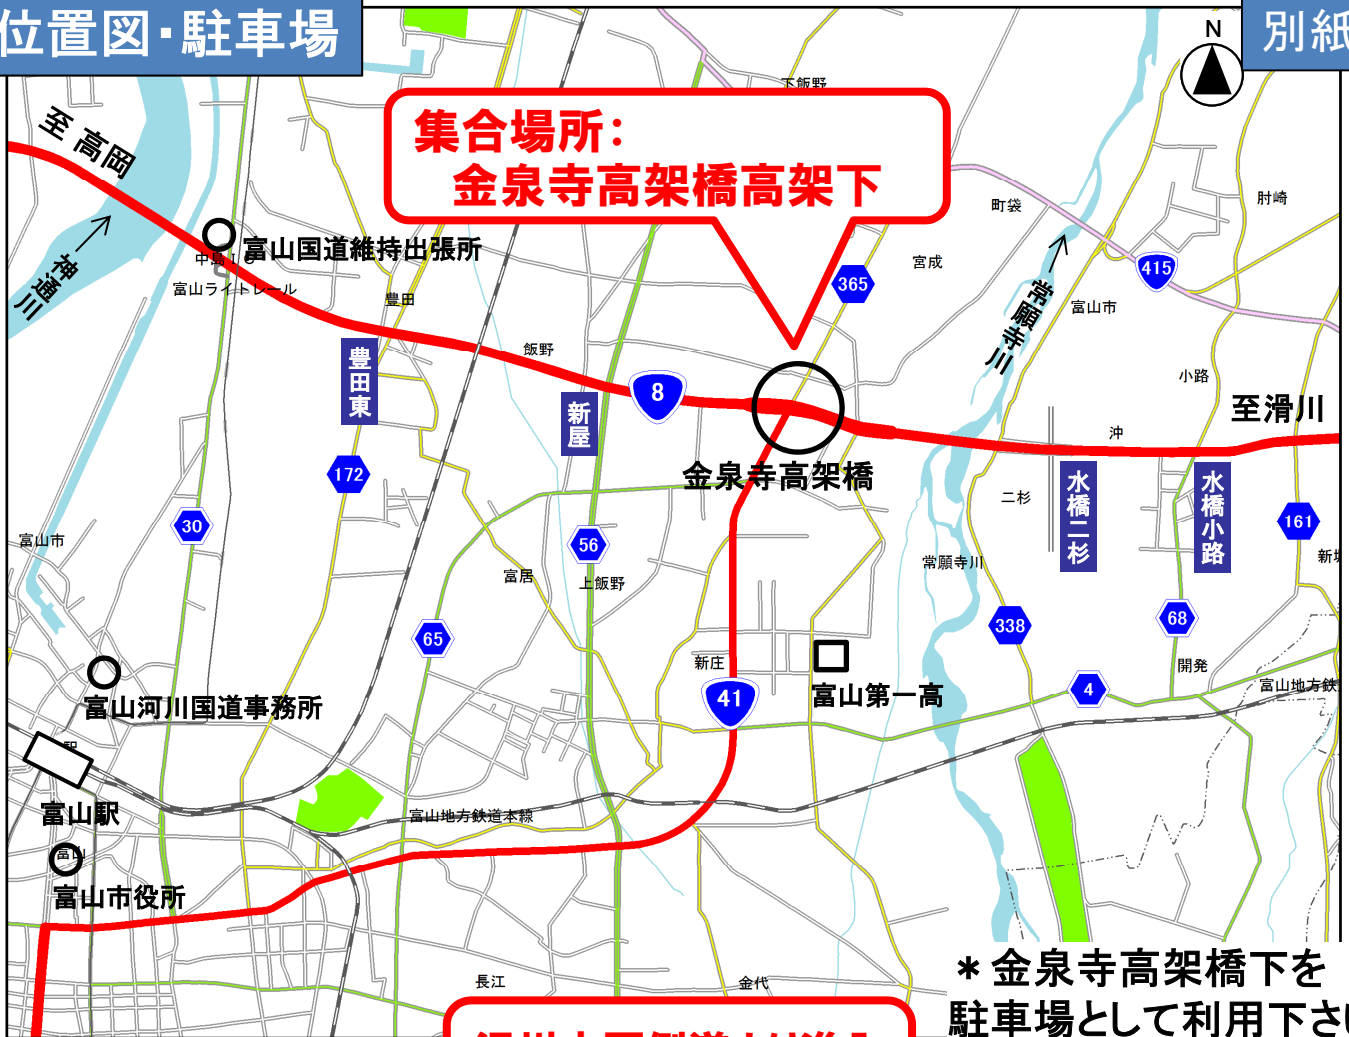 位置図・駐車場
別紙
N
下飯野
集合場所：
金泉寺高架橋高架下
至 高岡
神通川
富山国道維持出張所
富山ライトレール
豊田
町袋
肘崎
宮成
365
415
常願寺川
富山市
飯野
豊田東
新屋
8
小路
至滑川
沖
金泉寺高架橋
172
二杉
水橋二杉
水橋小路
161
30
富山市
56
富居
上飯野
常願寺川
65
338
68
新庄
開発
富山第一高
41
4
富山地方鉄
富山河川国道事務所
富山駅
富山地方鉄道本線
富山
富山市役所
長江
金代
＊金泉寺高架橋下を
駐車場として利用下さい